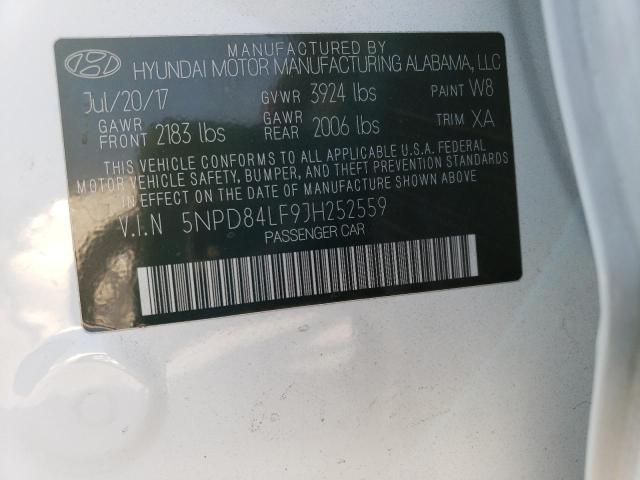 MANUFACTURED BY
HYUNDAI MOTOR MANUFACTURING ALABAMA, LLC
Jul/20/17 GVWR 3924 lbs PAINT W8
GAWR FRONT 2183 lbs GAWR REAR 2006 lbs TRIM XA
THIS VEHICLE CONFORMS TO ALL APPLICABLE U.S.A. FEDERAL
MOTOR VEHICLE SAFETY, BUMPER, AND THEFT PREVENTION STANDARDS
IN EFFECT ON THE DATE OF MANUFACTURE SHOWN ABOVE.
V.I.N 5NPD84LF9JH252559
PASSENGER CAR